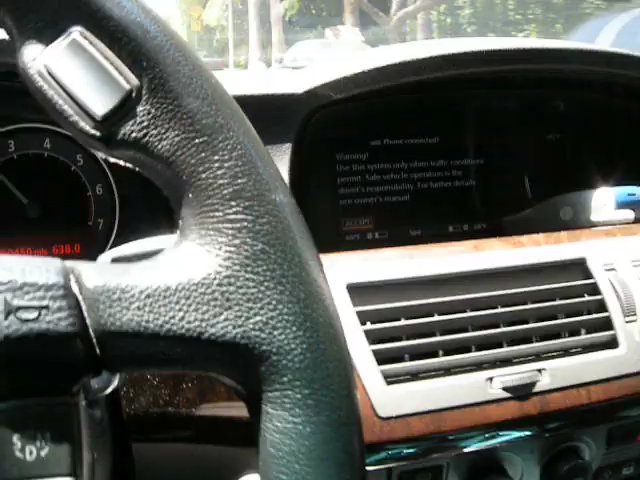 3 4 5
6
7
638.0
Phone connected?
Warning!
Use this system only when traffic conditions
permit. Safe vehicle operation is the
driver's responsibility. For further details
see owner's manual
ACCEPT